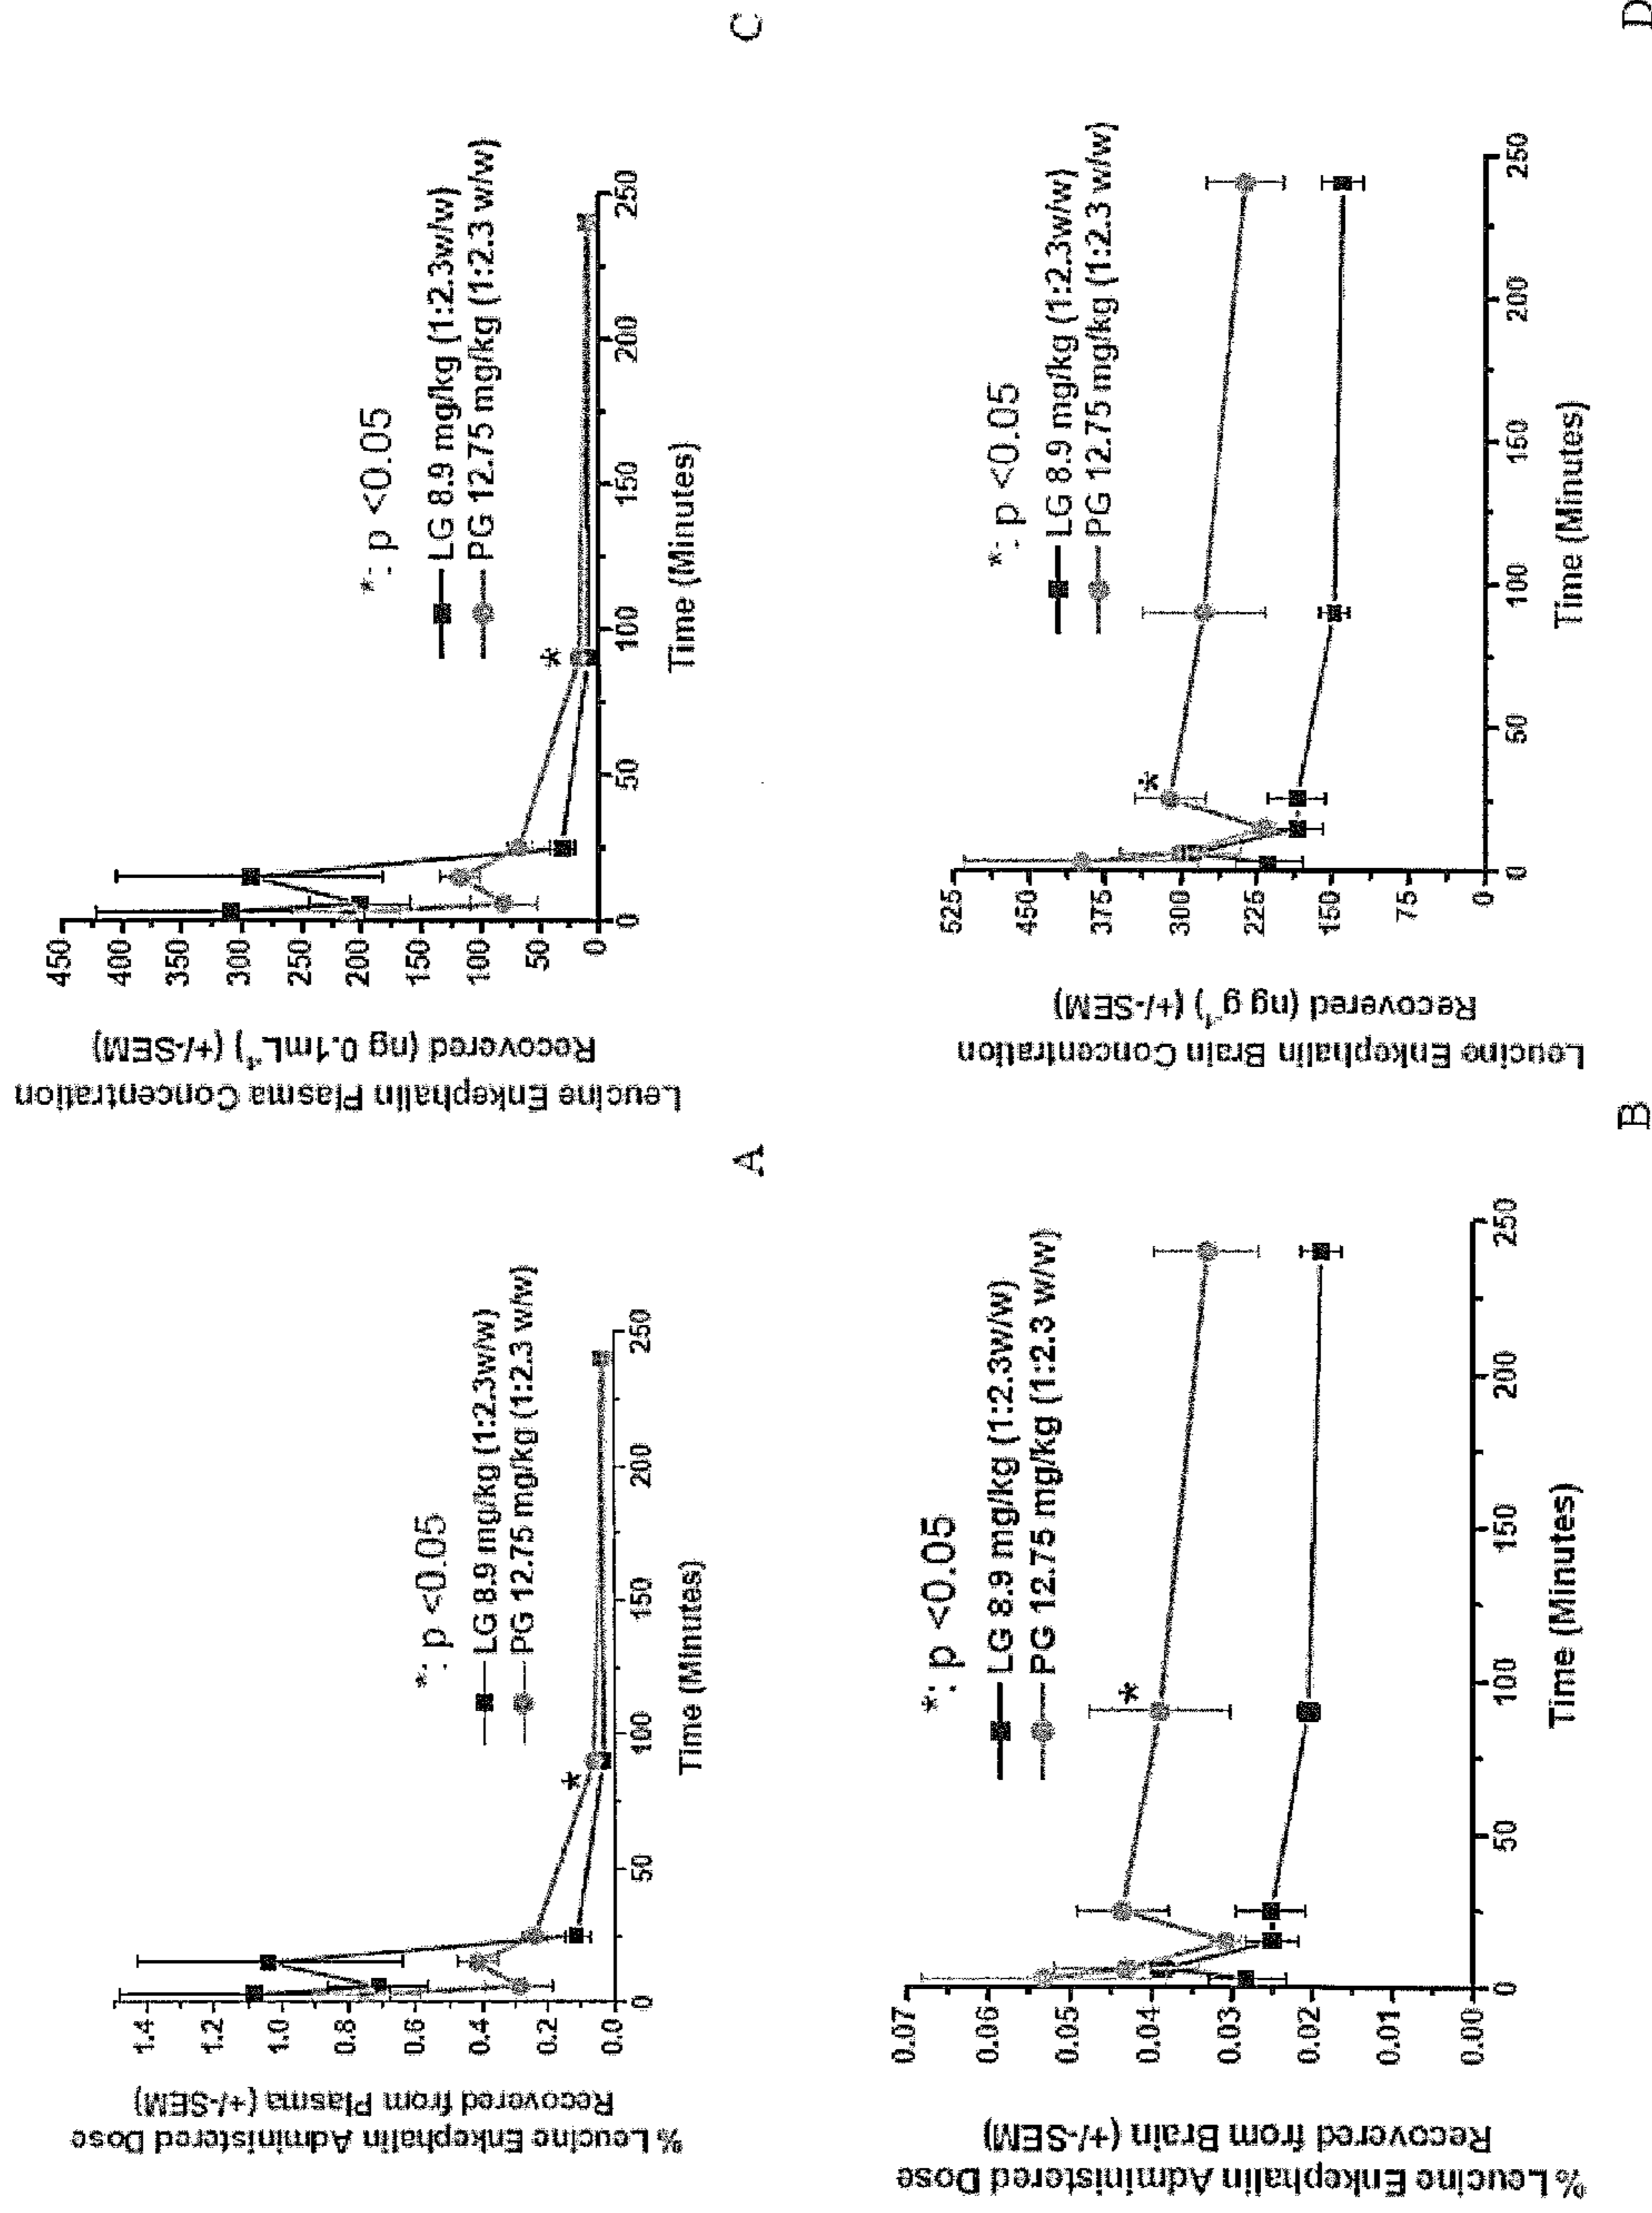 % Leucine Enkephalin Administered Dose
Recovered from Plasma (+/-SEM)
1.4
1.2
1.0
0.8
0.6
0.4
0.2
0.0
0
50
100
150
200
250
Time (Minutes)
*: p <0.05
LG 8.9 mg/kg (1:2.3w/w)
PG 12.75 mg/kg (1:2.3 w/w)
*
A
Leucine Enkephalin Plasma Concentration
Recovered (ng 0.1mL⁻¹) (+/-SEM)
450
400
350
300
250
200
150
100
50
0
0
50
100
150
200
250
Time (Minutes)
*: p <0.05
LG 8.9 mg/kg (1:2.3w/w)
PG 12.75 mg/kg (1:2.3 w/w)
*
C
% Leucine Enkephalin Administered Dose
Recovered from Brain (+/-SEM)
0.07
0.06
0.05
0.04
0.03
0.02
0.01
0.00
0
50
100
150
200
250
Time (Minutes)
*: p <0.05
LG 8.9 mg/kg (1:2.3w/w)
PG 12.75 mg/kg (1:2.3 w/w)
*
B
Leucine Enkephalin Brain Concentration
Recovered (ng g⁻¹) (+/-SEM)
525
450
375
300
225
150
75
0
0
50
100
150
200
250
Time (Minutes)
*: p <0.05
LG 8.9 mg/kg (1:2.3w/w)
PG 12.75 mg/kg (1:2.3 w/w)
*
D